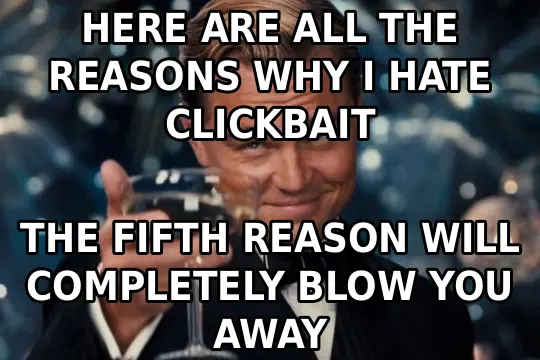 HERE ARE ALL THE
REASONS WHY I HATE
CLICKBAIT
THE FIFTH REASON WILL
COMPLETELY BLOW YOU
AWAY